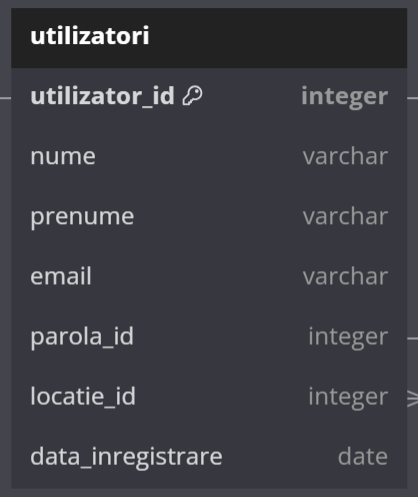 utilizatori
utilizator_id integer
nume varchar
prenume varchar
email varchar
parola_id integer
locatie_id integer
data_inregistrare date